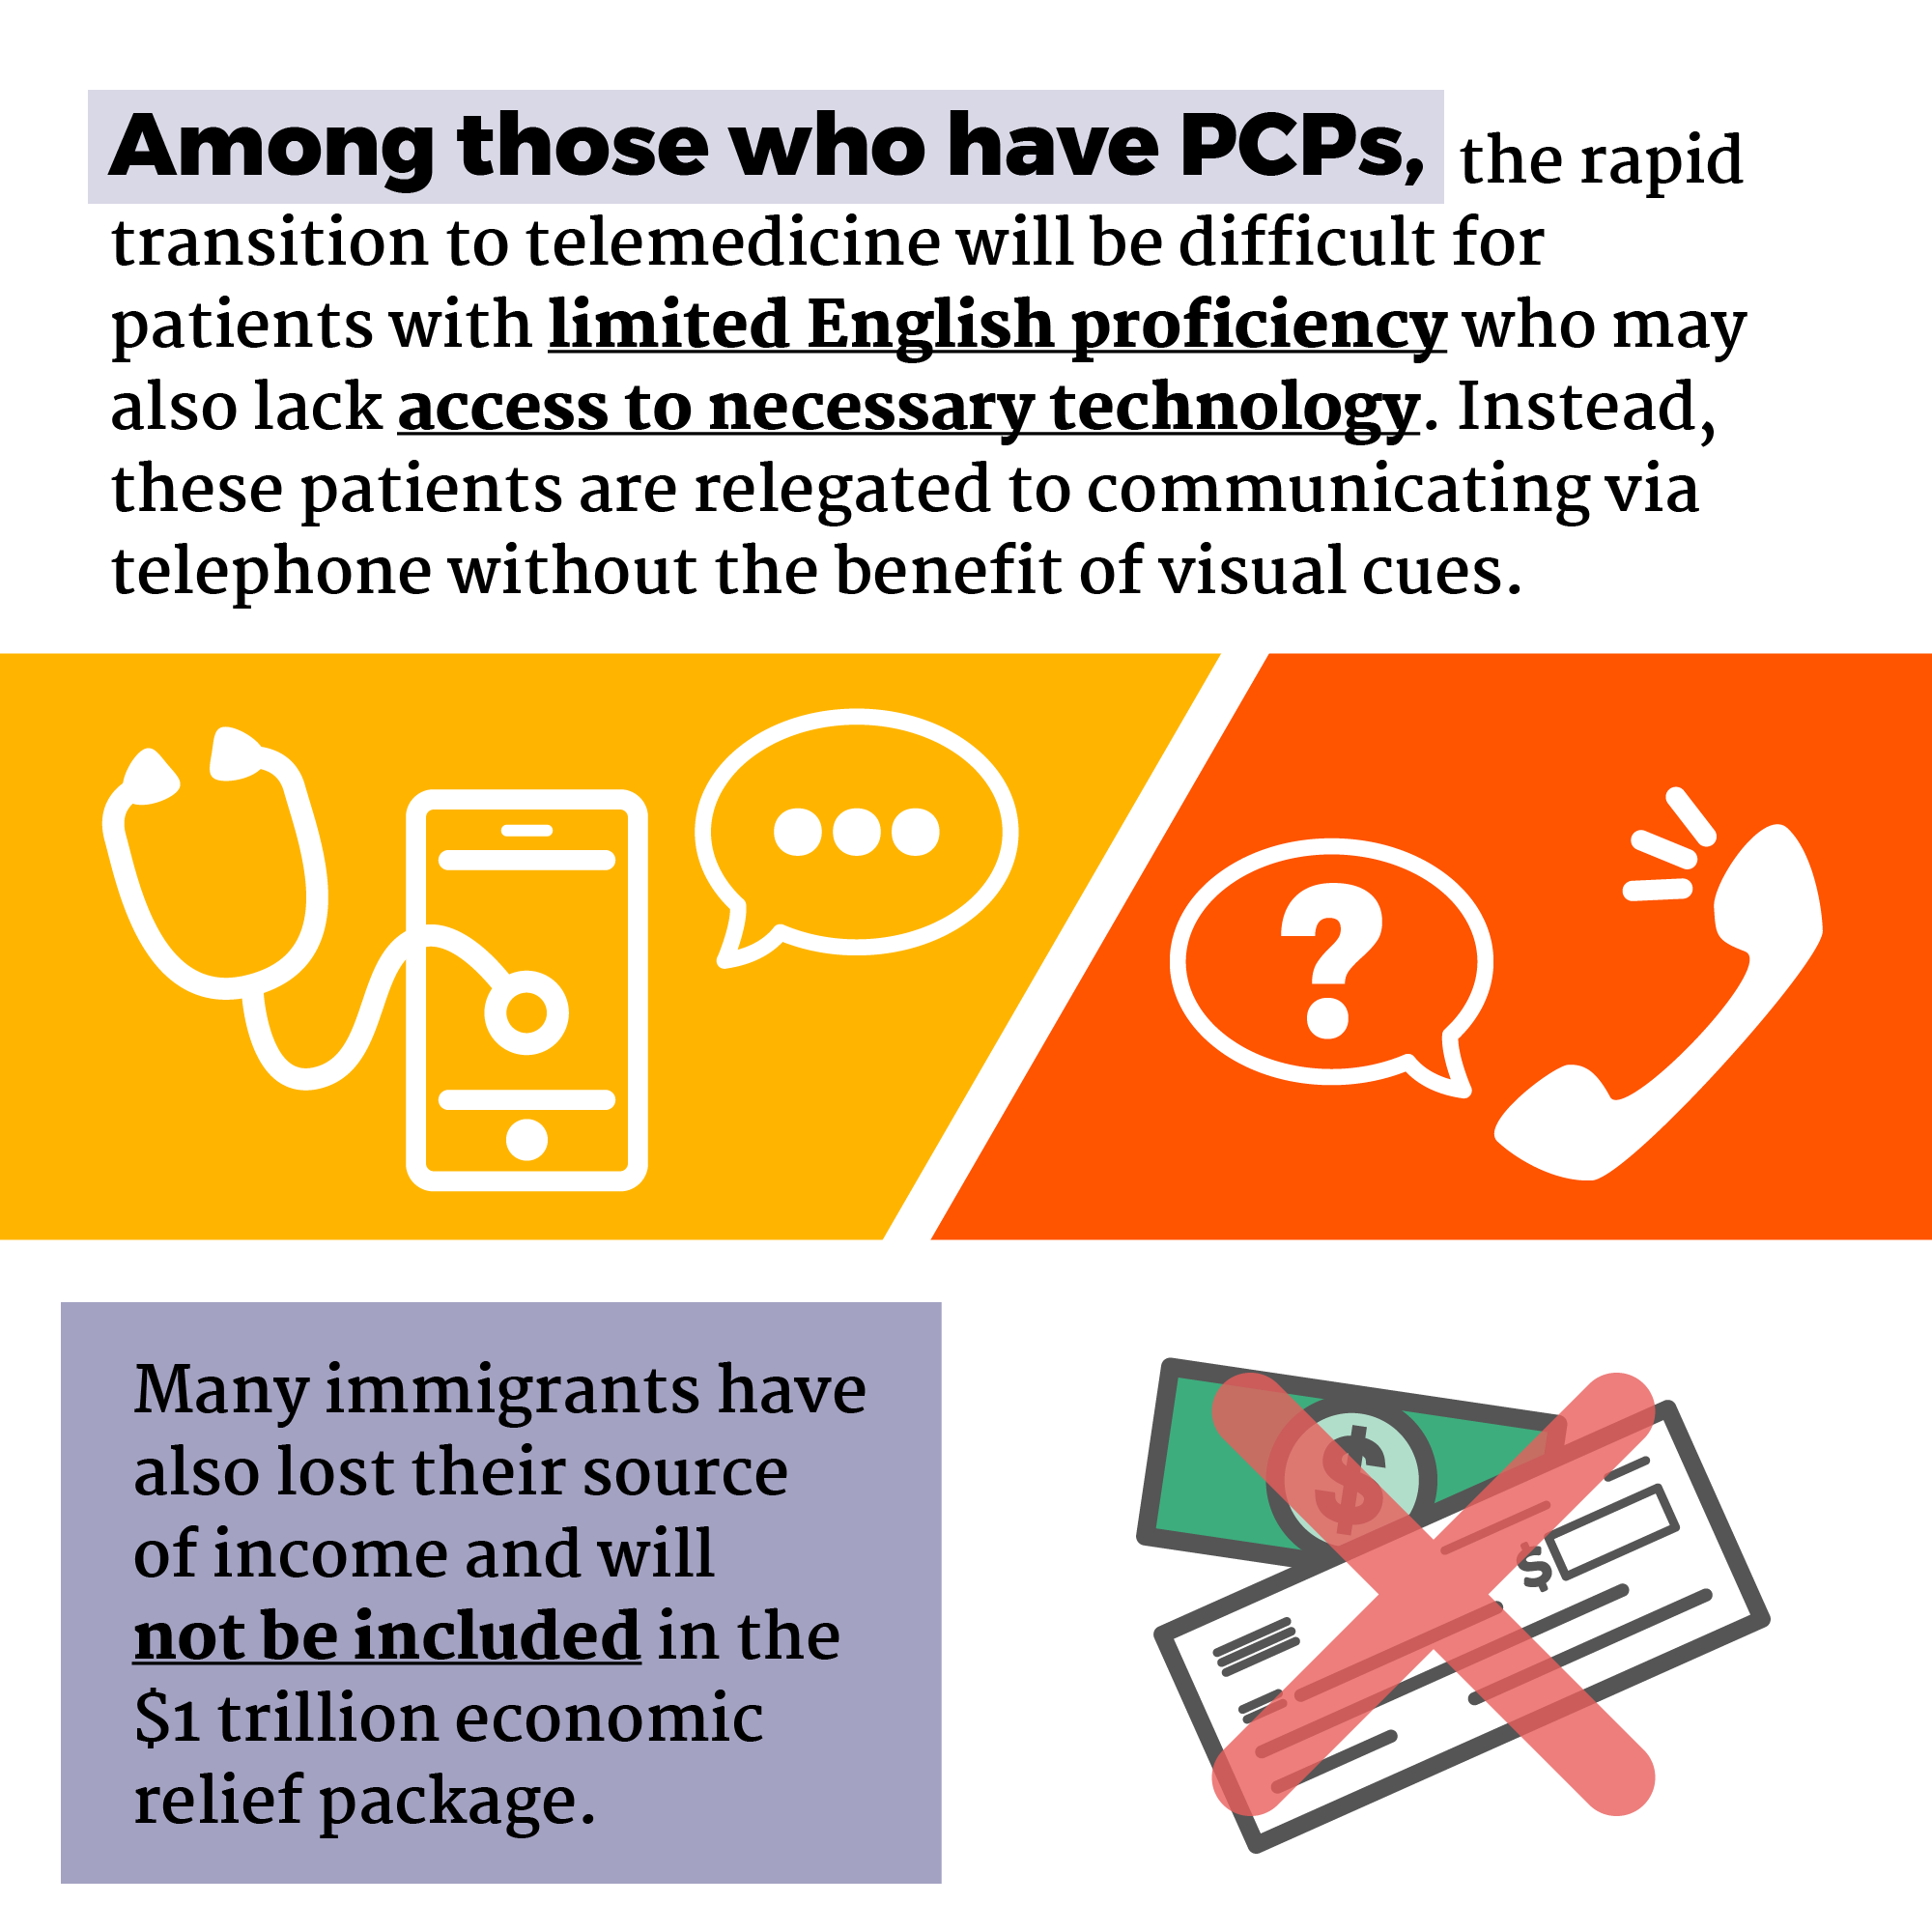 Among those who have PCPs, the rapid
transition to telemedicine will be difficult for
patients with limited English proficiency who may
also lack access to necessary technology. Instead,
these patients are relegated to communicating via
telephone without the benefit of visual cues.
?
$
$
Many immigrants have
also lost their source
of income and will
not be included in the
$1 trillion economic
relief package.